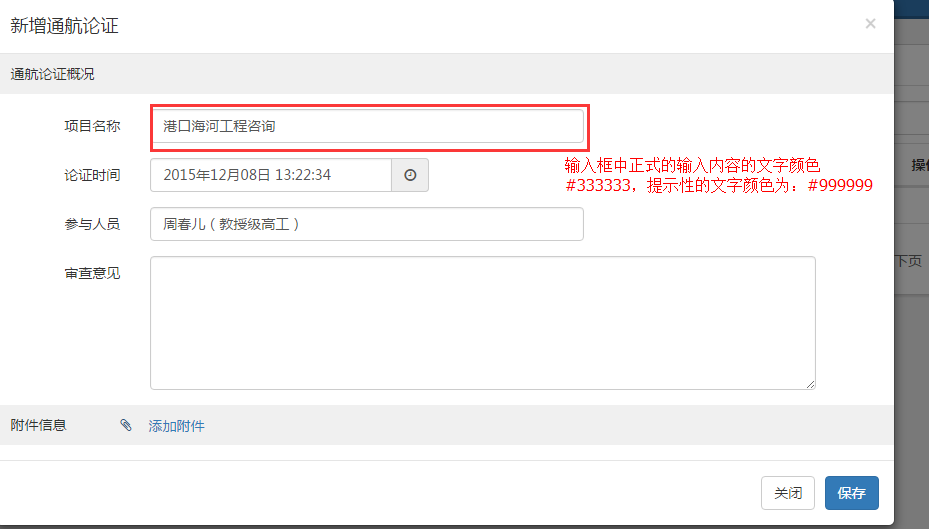 新增通航论证
×
通航论证概况
项目名称 港口海河工程咨询
论证时间 2015年12月08日 13:22:34
输入框中正式的输入内容的文字颜色
#333333，提示性的文字颜色为：#999999
参与人员 周春儿（教授级高工）
审查意见
附件信息 添加附件
关闭 保存
下页